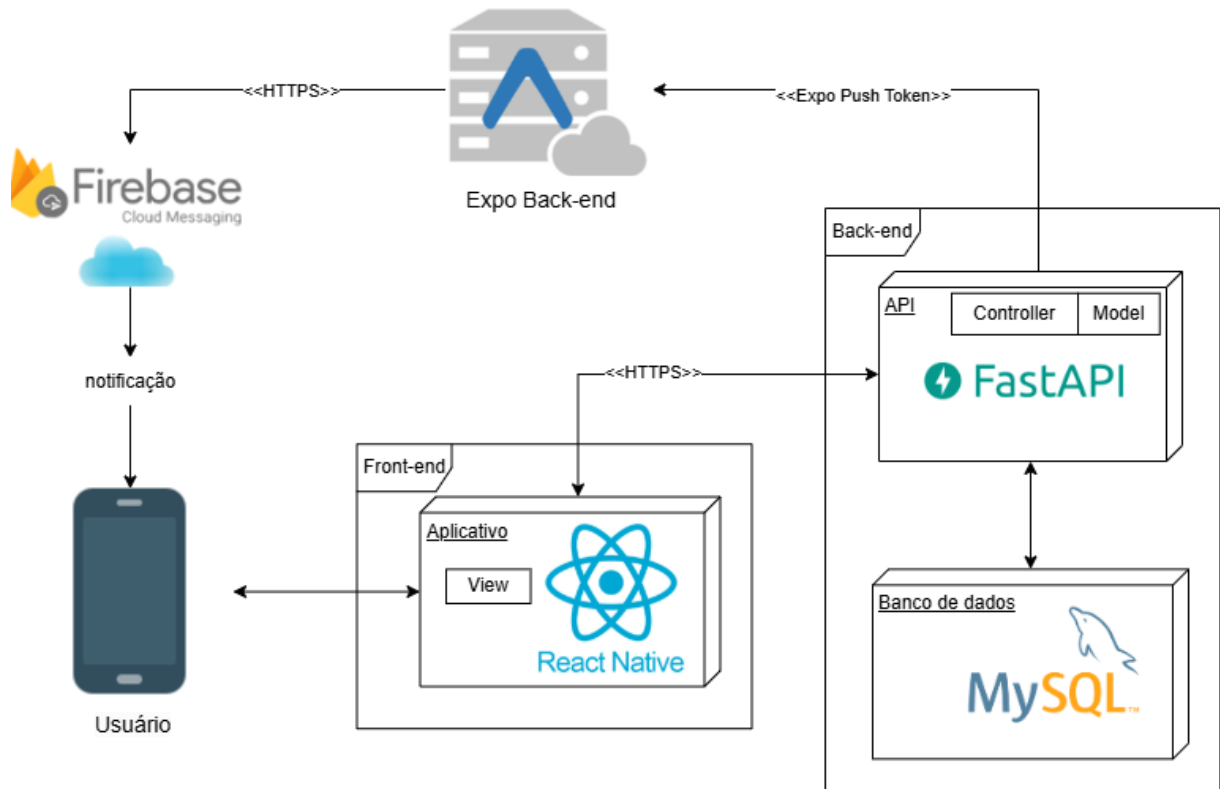 <<HTTPS>>
<<Expo Push Token>>
Firebase
Cloud Messaging
Expo Back-end
Back-end
API
Controller
Model
FastAPI
<<HTTPS>>
notificação
Front-end
Aplicativo
View
React Native
Banco de dados
MySQL™
Usuário